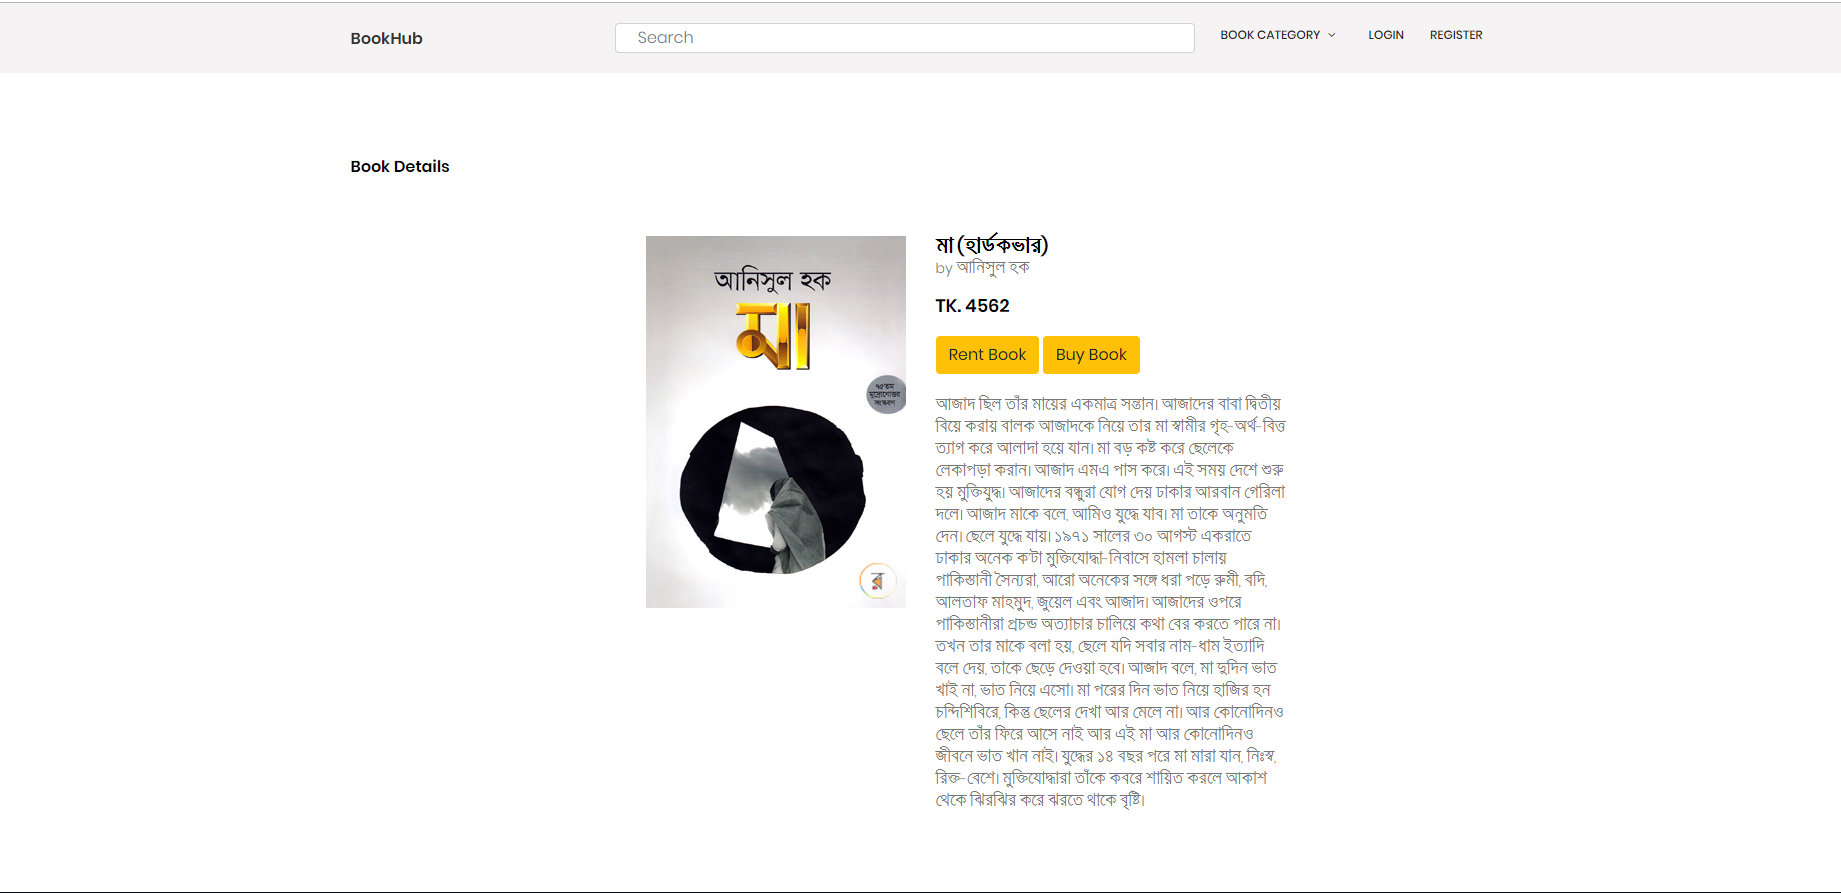 BookHub
Search
BOOK CATEGORY
LOGIN
REGISTER
Book Details
আনিসুল হক
মা
৭৫তম
মুদ্রণোত্তর
সংস্করণ
মা (হার্ডকভার)
by আনিসুল হক
TK. 4562
Rent Book
Buy Book
আজাদ ছিল তাঁর মায়ের একমাত্র সন্তান। আজাদের বাবা দ্বিতীয়
বিয়ে করায় বালক আজাদকে নিয়ে তার মা স্বামীর গৃহ-অর্থ-বিত্ত
ত্যাগ করে আলাদা হয়ে যান। মা বড় কষ্ট করে ছেলেকে
লেকাপড়া করান। আজাদ এমএ পাস করে। এই সময় দেশে শুরু
হয় মুক্তিযুদ্ধ। আজাদের বন্ধুরা যোগ দেয় ঢাকার আরবান গেরিলা
দলে। আজাদ মাকে বলে, আমিও যুদ্ধে যাব। মা তাকে অনুমতি
দেন। ছেলে যুদ্ধে যায়। ১৯৭১ সালের ৩০ আগস্ট একরাতে
ঢাকার অনেক ক'টা মুক্তিযোদ্ধা-নিবাসে হামলা চালায়
পাকিস্তানী সৈন্যরা, আরো অনেকের সঙ্গে ধরা পড়ে রুমী, বদি,
আলতাফ মাহমুদ, জুয়েল এবং আজাদ। আজাদের ওপরে
পাকিস্তানীরা প্রচন্ড অত্যাচার চালিয়ে কথা বের করতে পারে না।
তখন তার মাকে বলা হয়, ছেলে যদি সবার নাম-ধাম ইত্যাদি
বলে দেয়, তাকে ছেড়ে দেওয়া হবে। আজাদ বলে, মা দুদিন ভাত
খাই না, ভাত নিয়ে এসো। মা পরের দিন ভাত নিয়ে হাজির হন
চন্দিশিবিরে, কিন্তু ছেলের দেখা আর মেলে না। আর কোনোদিনও
ছেলে তাঁর ফিরে আসে নাই আর এই মা আর কোনোদিনও
জীবনে ভাত খান নাই। যুদ্ধের ১৪ বছর পরে মা মারা যান, নিঃস্ব,
রিক্ত-বেশে। মুক্তিযোদ্ধারা তাঁকে কবরে শায়িত করলে আকাশ
থেকে ঝিরঝির করে ঝরতে থাকে বৃষ্টি।